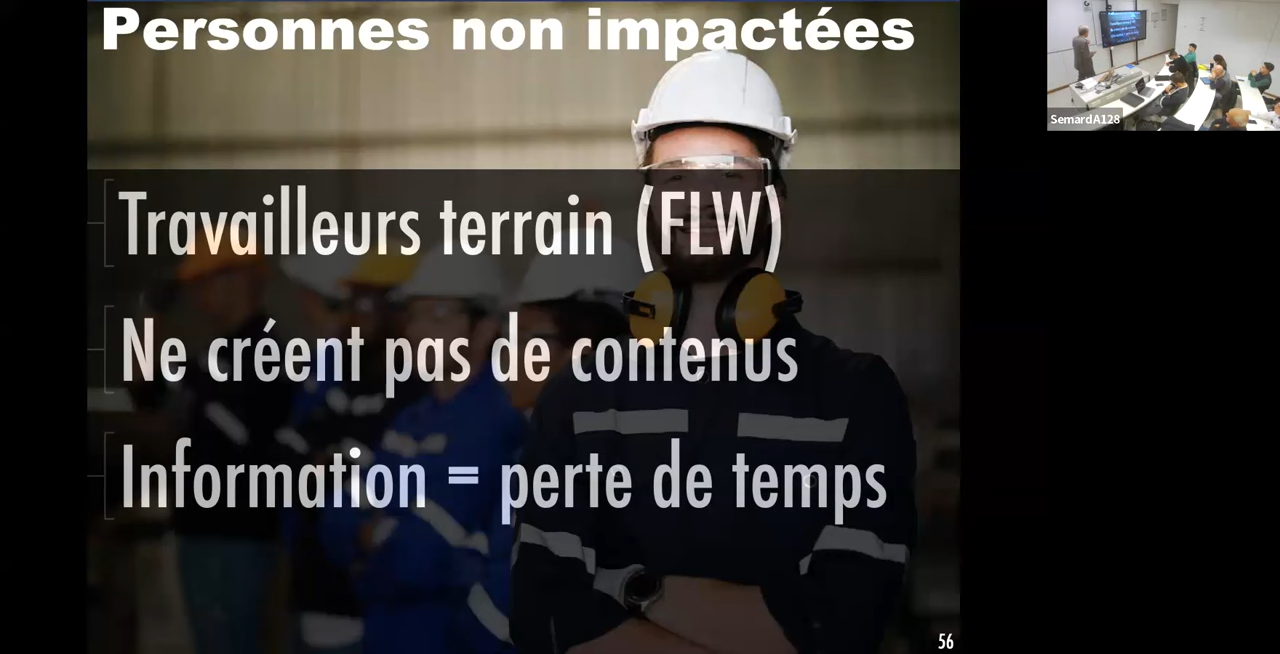 Personnes non impactées
Travailleurs terrain (FLW)
Ne créent pas de contenus
Information = perte de temps
56
SemardA128